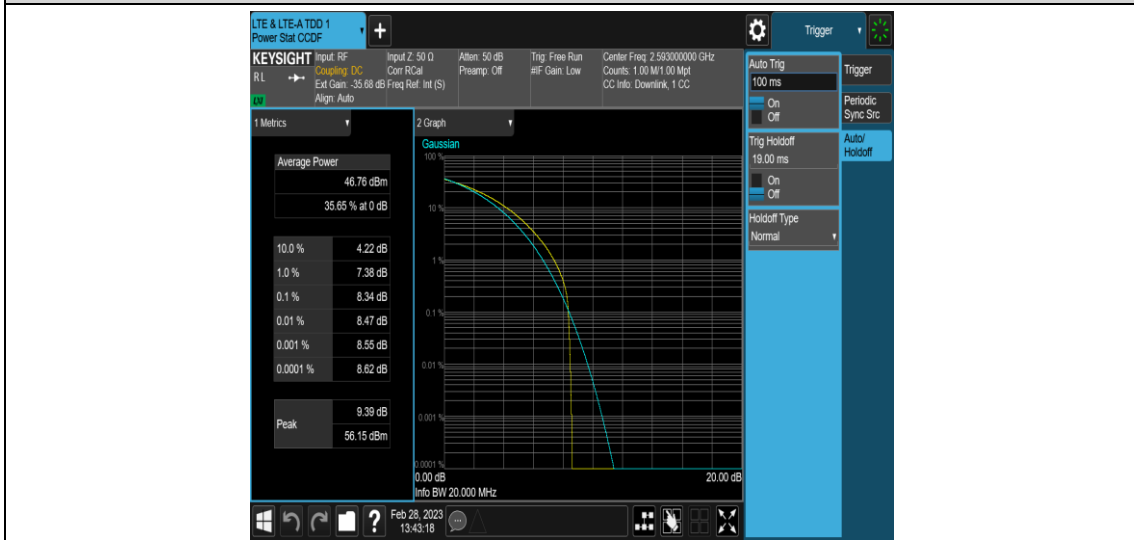 LTE & LTE-A TDD 1
Power Stat CCDF
+
Trigger
KEYSIGHT
R L
LXI
Input: RF
Coupling: DC
Ext Gain: -35.68 dB
Align: Auto
Input Z: 50 Ω
Corr RCal
Freq Ref: Int (S)
Atten: 50 dB
Preamp: Off
Trig: Free Run
#IF Gain: Low
Center Freq: 2.593000000 GHz
Counts: 1.00 M/1.00 Mpt
CC Info: Downlink, 1 CC
1 Metrics
Average Power
46.76 dBm
35.65 % at 0 dB
10.0 % 4.22 dB
1.0 % 7.38 dB
0.1 % 8.34 dB
0.01 % 8.47 dB
0.001 % 8.55 dB
0.0001 % 8.62 dB
Peak
9.39 dB
56.15 dBm
2 Graph
Gaussian
100 %
10 %
1 %
0.1 %
0.01 %
0.001 %
0.0001 %
0.00 dB 20.00 dB
Info BW 20.000 MHz
Auto Trig
100 ms
On
Off
Trig Holdoff
19.00 ms
On
Off
Holdoff Type
Normal
Trigger
Periodic
Sync Src
Auto/
Holdoff
?
Feb 28, 2023
13:43:18